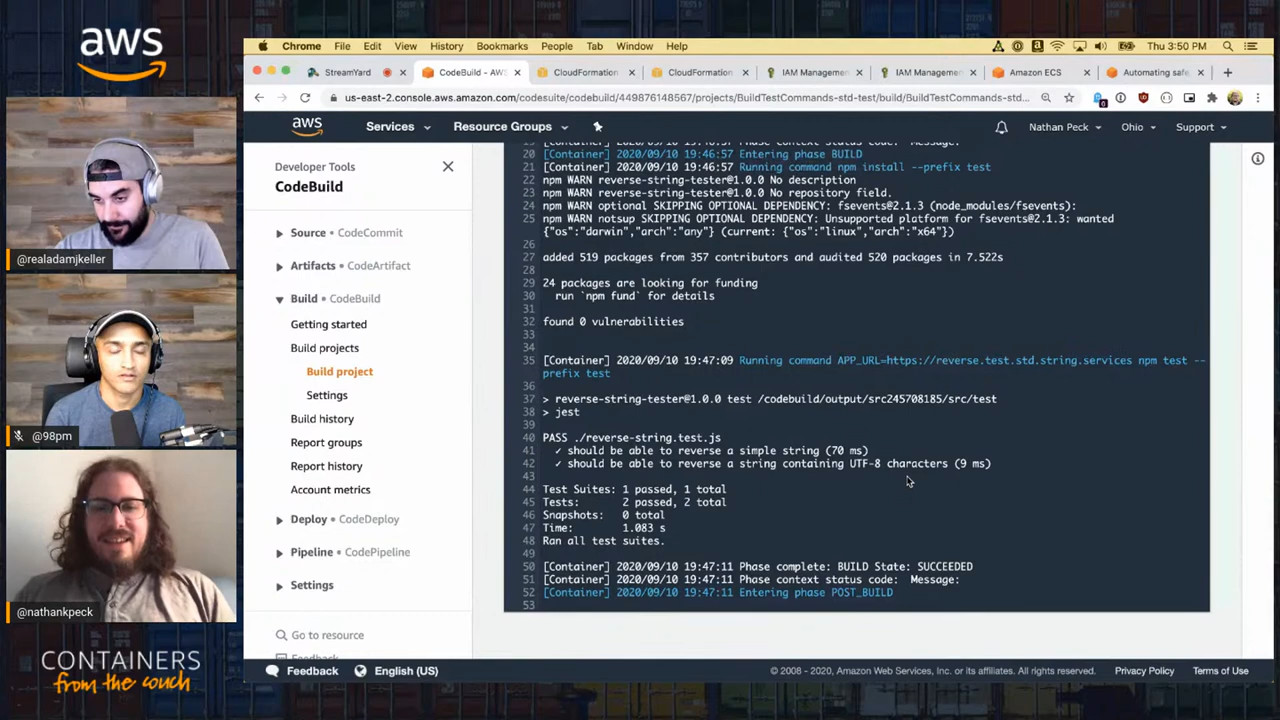 aws
@realadamjkeller
@98pm
@nathanpeck
CONTAINERS
from the couch
Chrome File Edit View History Bookmarks People Tab Window Help
Thu 3:50 PM
StreamYard
CodeBuild - AWS
CloudFormation
CloudFormation
IAM Management
IAM Management
Amazon ECS
Automating safe
us-east-2.console.aws.amazon.com/codesuite/codebuild/449876148567/projects/BuildTestCommands-std-test/build/BuildTestCommands-std-test...
aws Services Resource Groups Nathan Peck Ohio Support
Developer Tools
CodeBuild
Source • CodeCommit
Artifacts • CodeArtifact
Build • CodeBuild
Getting started
Build projects
Build project
Settings
Build history
Report groups
Report history
Account metrics
Deploy • CodeDeploy
Pipeline • CodePipeline
Settings
Go to resource
Feedback
19 [Container] 2020/09/10 19:46:57 Phase context status code: Message:
20 [Container] 2020/09/10 19:46:57 Entering phase BUILD
21 [Container] 2020/09/10 19:46:57 Running command npm install --prefix test
22 npm WARN reverse-string-tester@1.0.0 No description
23 npm WARN reverse-string-tester@1.0.0 No repository field.
24 npm WARN optional SKIPPING OPTIONAL DEPENDENCY: fsevents@2.1.3 (node_modules/fsevents):
25 npm WARN notsup SKIPPING OPTIONAL DEPENDENCY: Unsupported platform for fsevents@2.1.3: wanted
{"os":"darwin","arch":"any"} (current: {"os":"linux","arch":"x64"})
26
27 added 519 packages from 357 contributors and audited 520 packages in 7.522s
28
29 24 packages are looking for funding
30 run `npm fund` for details
31
32 found 0 vulnerabilities
33
34
35 [Container] 2020/09/10 19:47:09 Running command APP_URL=https://reverse.test.std.string.services npm test --
prefix test
36
37 > reverse-string-tester@1.0.0 test /codebuild/output/src245708185/src/test
38 > jest
39
40 PASS ./reverse-string.test.js
41 ✓ should be able to reverse a simple string (70 ms)
42 ✓ should be able to reverse a string containing UTF-8 characters (9 ms)
43
44 Test Suites: 1 passed, 1 total
45 Tests: 2 passed, 2 total
46 Snapshots: 0 total
47 Time: 1.083 s
48 Ran all test suites.
49
50 [Container] 2020/09/10 19:47:11 Phase complete: BUILD State: SUCCEEDED
51 [Container] 2020/09/10 19:47:11 Phase context status code: Message:
52 [Container] 2020/09/10 19:47:11 Entering phase POST_BUILD
53
Feedback English (US) © 2008 - 2020, Amazon Web Services, Inc. or its affiliates. All rights reserved. Privacy Policy Terms of Use